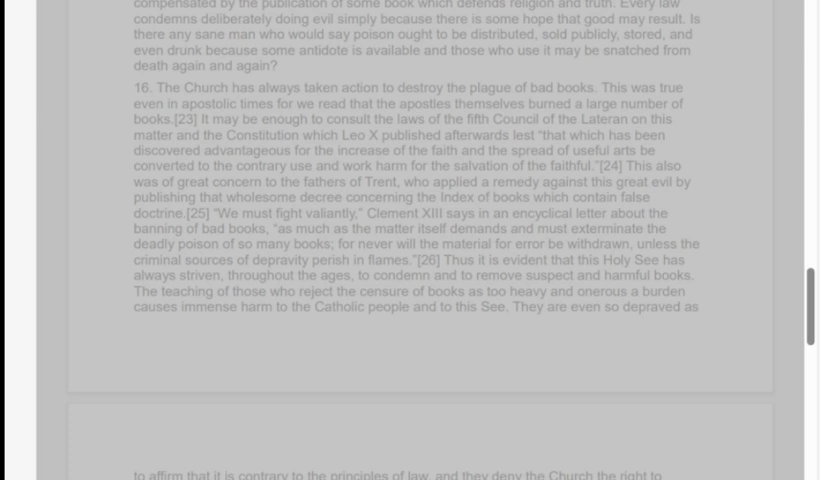 compensated by the publication of some book which defends religion and truth. Every law
condemns deliberately doing evil simply because there is some hope that good may result. Is
there any sane man who would say poison ought to be distributed, sold publicly, stored, and
even drunk because some antidote is available and those who use it may be snatched from
death again and again?
16. The Church has always taken action to destroy the plague of bad books. This was true
even in apostolic times for we read that the apostles themselves burned a large number of
books.[23] It may be enough to consult the laws of the fifth Council of the Lateran on this
matter and the Constitution which Leo X published afterwards lest “that which has been
discovered advantageous for the increase of the faith and the spread of useful arts be
converted to the contrary use and work harm for the salvation of the faithful.”[24] This also
was of great concern to the fathers of Trent, who applied a remedy against this great evil by
publishing that wholesome decree concerning the Index of books which contain false
doctrine.[25] “We must fight valiantly,” Clement XIII says in an encyclical letter about the
banning of bad books, “as much as the matter itself demands and must exterminate the
deadly poison of so many books; for never will the material for error be withdrawn, unless the
criminal sources of depravity perish in flames.”[26] Thus it is evident that this Holy See has
always striven, throughout the ages, to condemn and to remove suspect and harmful books.
The teaching of those who reject the censure of books as too heavy and onerous a burden
causes immense harm to the Catholic people and to this See. They are even so depraved as
to affirm that it is contrary to the principles of law, and they deny the Church the right to